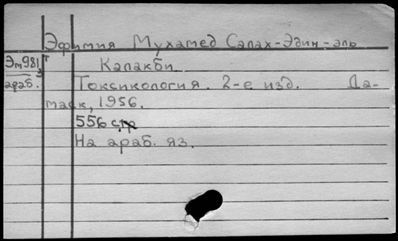 Эфимия Мухамед Салах-Эдин-эль
Калакби
Эт981
араб.
Токсикология. 2-е изд. Да-
маск, 1956.
556 стр
На араб. яз.